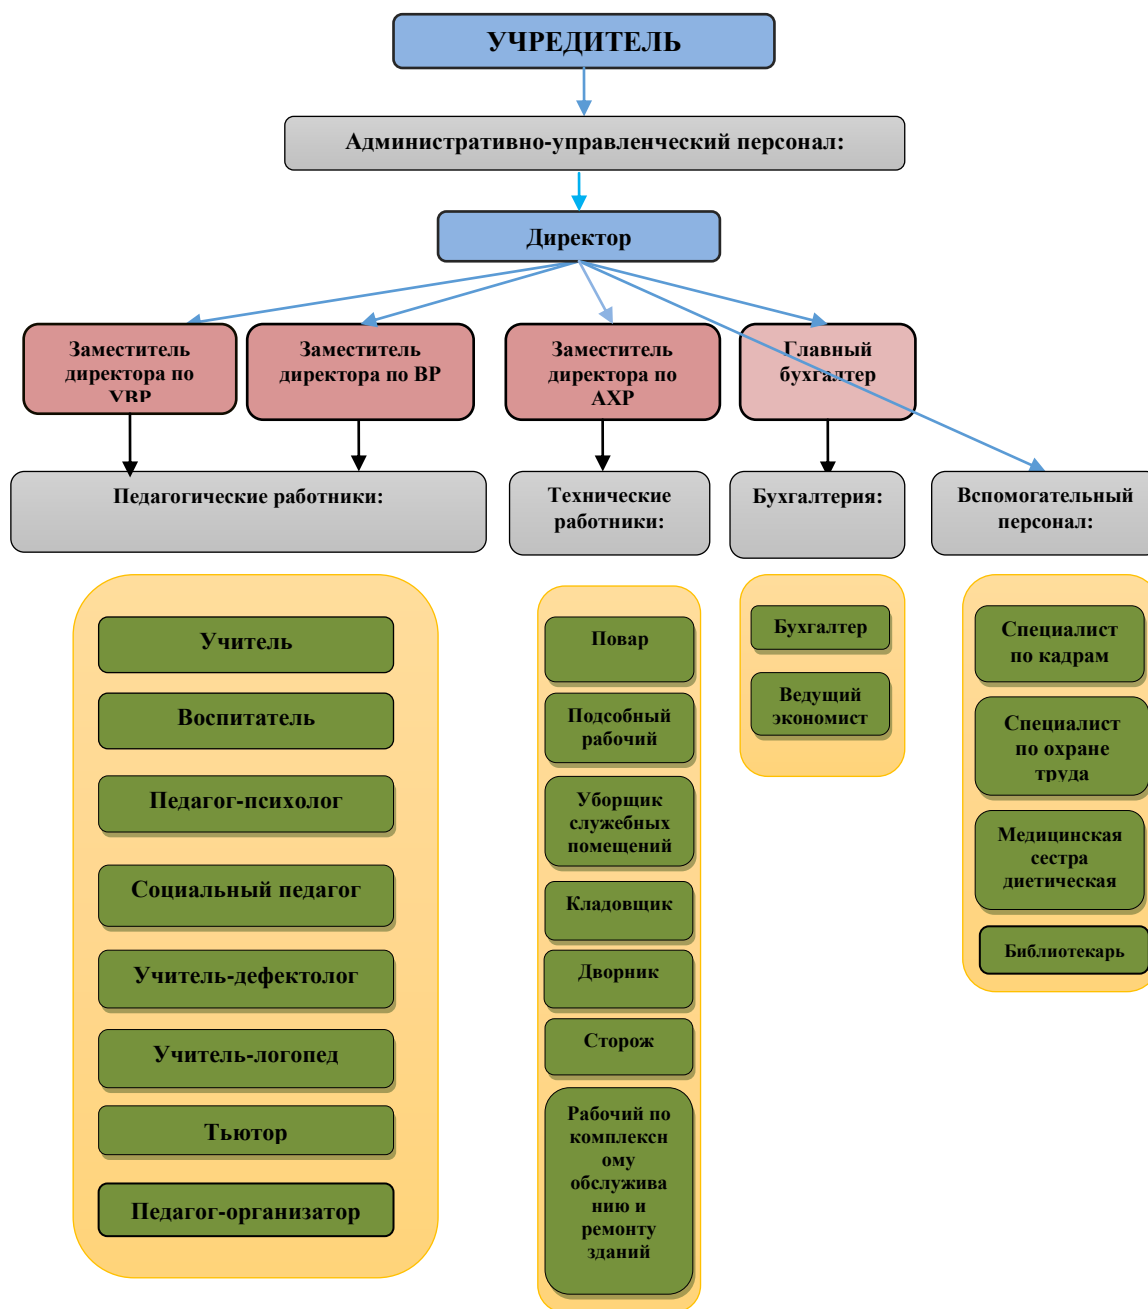 УЧРЕДИТЕЛЬ
Административно-управленческий персонал:
Директор
Заместитель
директора по
УВР
Заместитель
директора по ВР
Заместитель
директора по
АХР
Главный
бухгалтер
Педагогические работники:
Технические
работники:
Бухгалтерия:
Вспомогательный
персонал:
Учитель
Воспитатель
Педагог-психолог
Социальный педагог
Учитель-дефектолог
Учитель-логопед
Тьютор
Педагог-организатор
Повар
Подсобный
рабочий
Уборщик
служебных
помещений
Кладовщик
Дворник
Сторож
Рабочий по
комплексн
ому
обслужива
нию и
ремонту
зданий
Бухгалтер
Ведущий
экономист
Специалист
по кадрам
Специалист
по охране
труда
Медицинская
сестра
диетическая
Библиотекарь